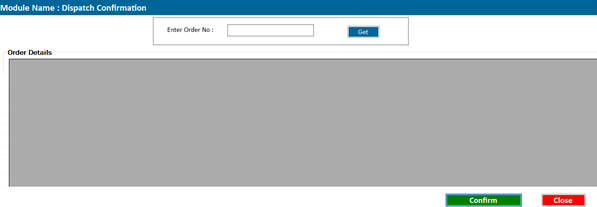 Module Name : Dispatch Confirmation
Enter Order No :
Get
Order Details
Confirm
Close